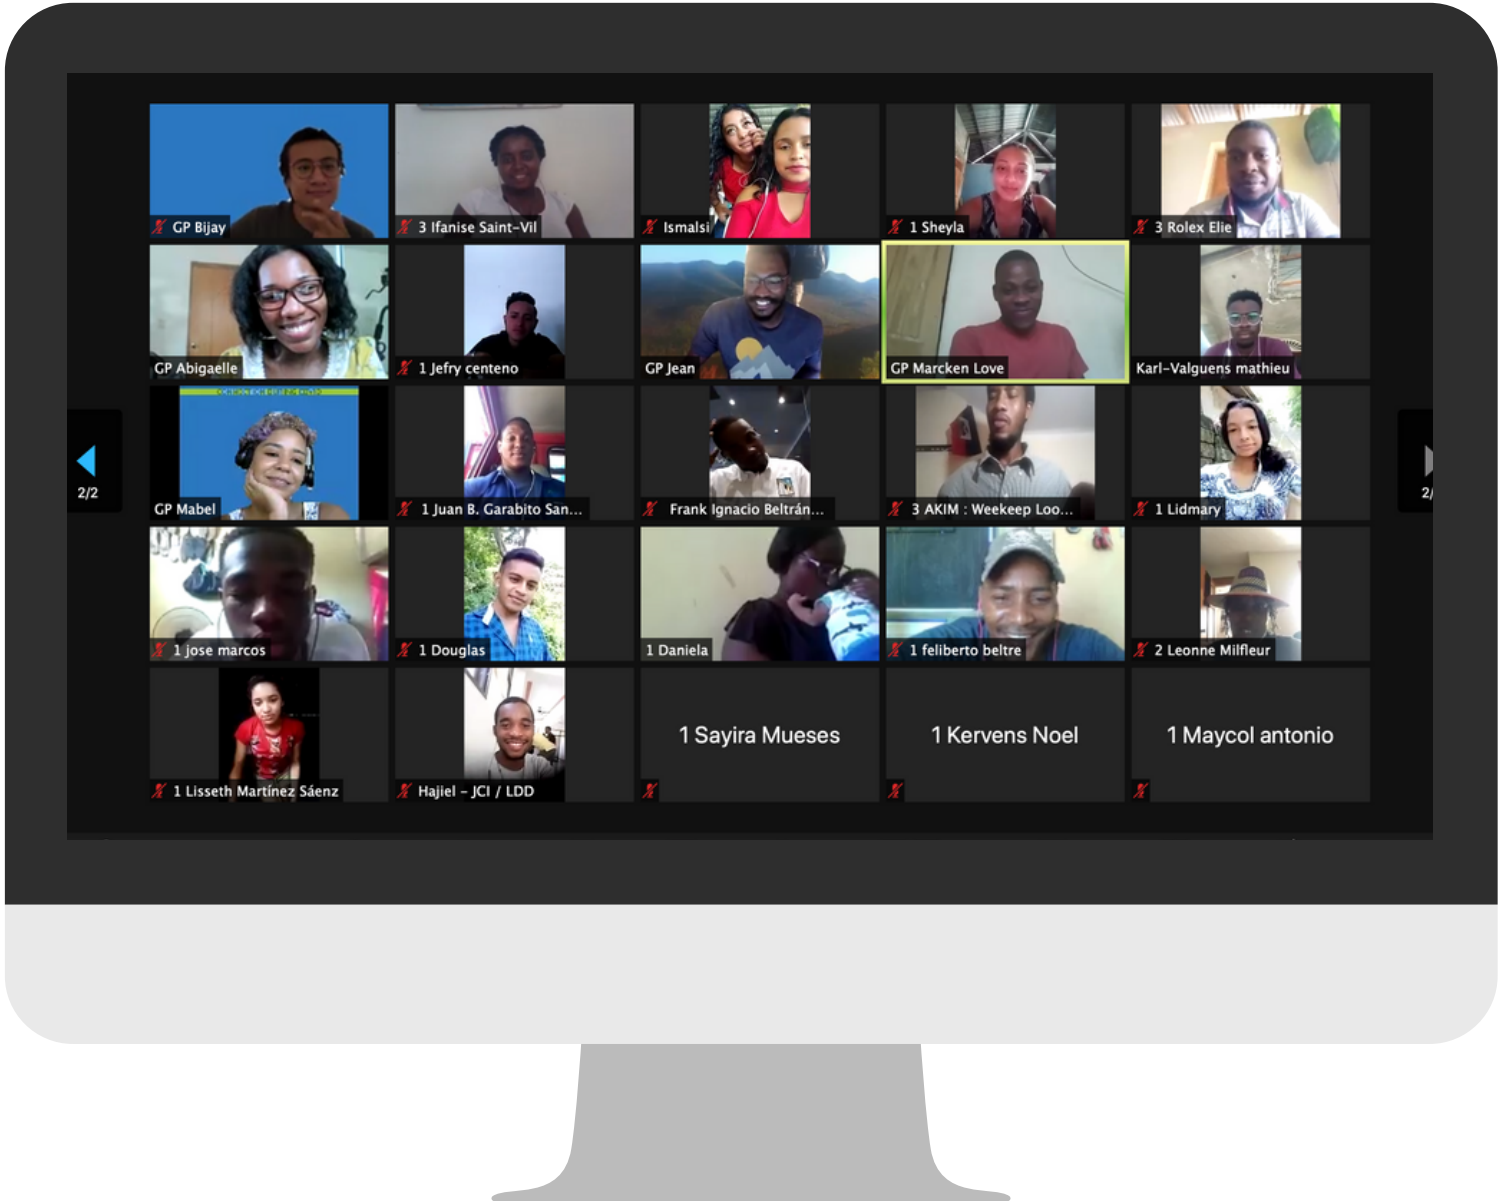 GP Bijay
3 Ifanise Saint-Vil
Ismalsi
1 Sheyla
3 Rolex Elie
GP Abigaelle
1 Jefry centeno
GP Jean
GP Marcken Love
Karl-Valguens mathieu
2/2
2/
GP Mabel
1 Juan B. Garabito San...
Frank Ignacio Beltrán...
3 AKIM : Weekeep Loo...
1 Lidmary
1 jose marcos
1 Douglas
1 Daniela
1 feliberto beltre
2 Leonne Milfleur
1 Lisseth Martínez Sáenz
Hajiel - JCI / LDD
1 Sayira Mueses
1 Kervens Noel
1 Maycol antonio